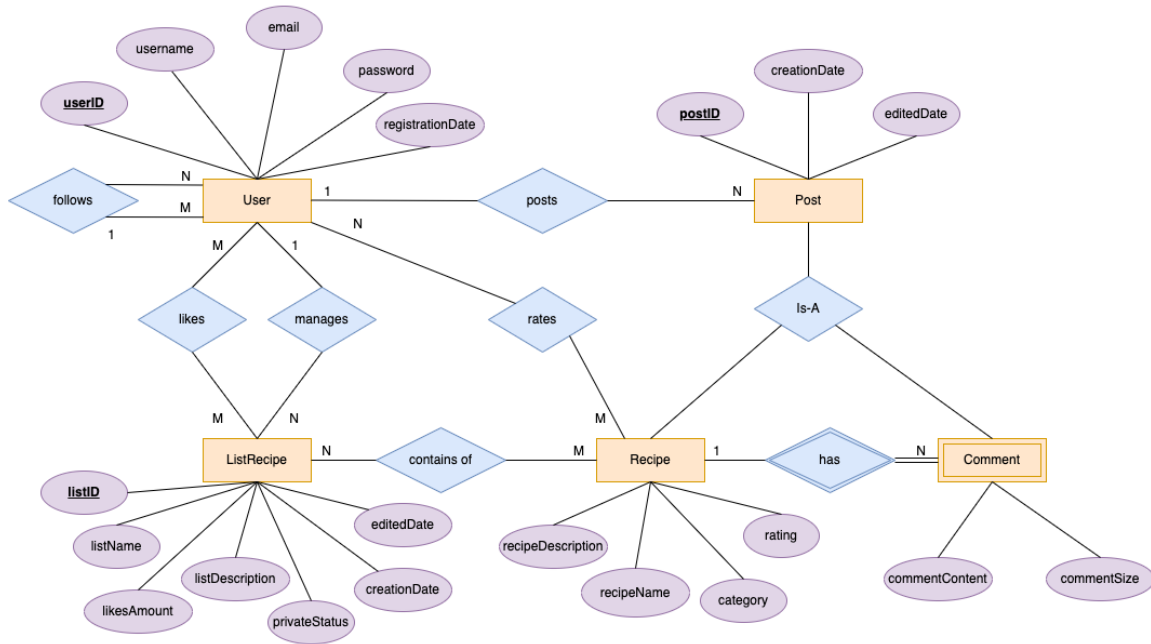 email
username
creationDate
password
userID
postID
editedDate
registrationDate
N
follows
User
1
posts
N
Post
M
1
N
M
1
likes
manages
rates
Is-A
M
N
M
ListRecipe
N
contains of
M
Recipe
1
has
N
Comment
listID
editedDate
rating
listName
recipeDescription
listDescription
creationDate
commentContent
commentSize
recipeName
category
likesAmount
privateStatus